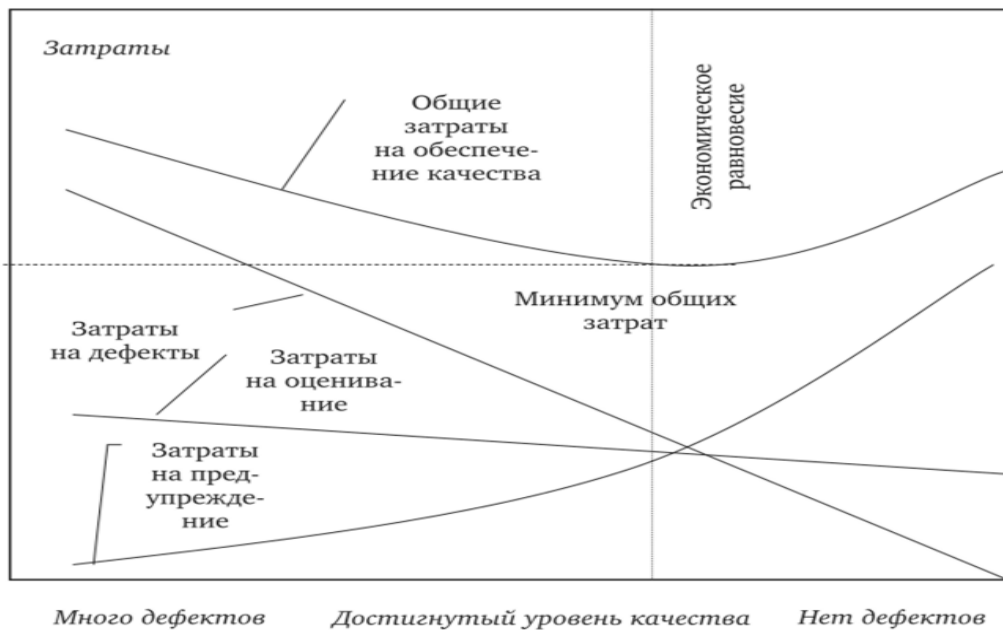 Затраты
Общие
затраты
на обеспече-
ние качества
Экономическое
равновесие
Минимум общих
затрат
Затраты
на дефекты
Затраты
на оценива-
ние
Затраты
на пред-
упрежде-
ние
Много дефектов
Достигнутый уровень качества
Нет дефектов